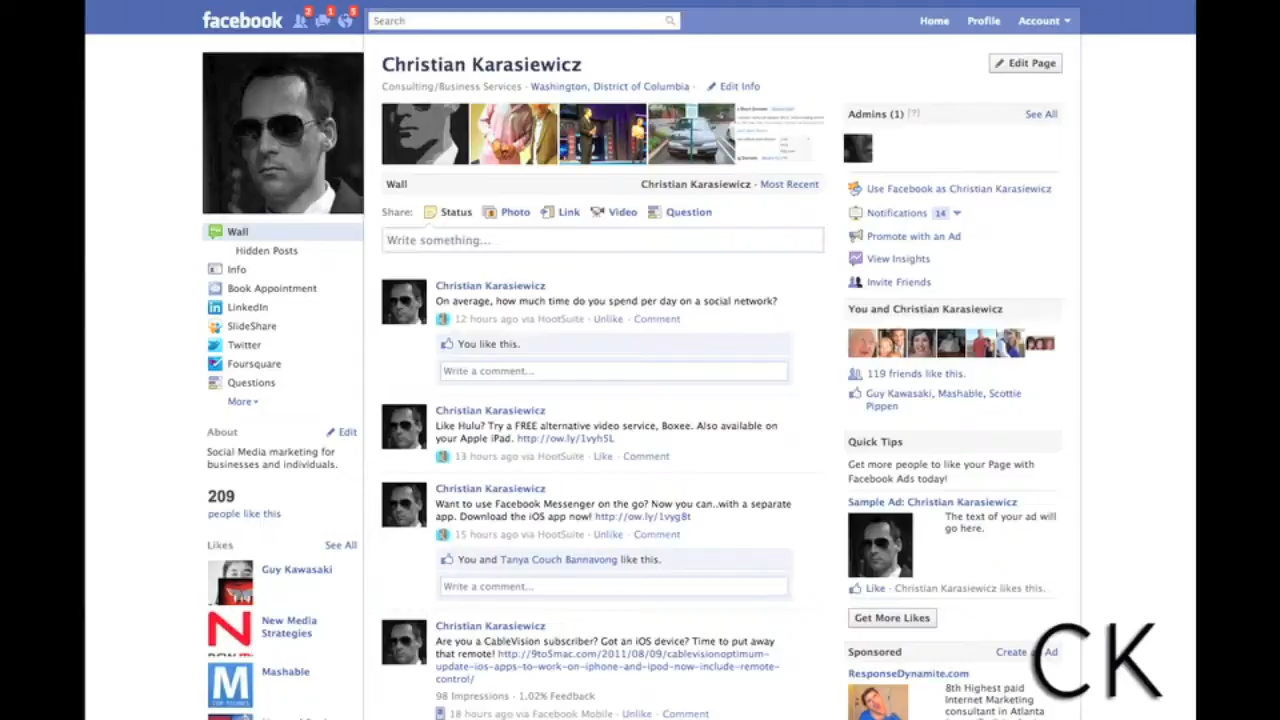 facebook
2 1 5
Search
Home Profile Account
Christian Karasiewicz
Edit Page
Consulting/Business Services · Washington, District of Columbia · Edit Info
Wall
Christian Karasiewicz · Most Recent
Share: Status Photo Link Video Question
Write something...
Wall
Hidden Posts
Info
Book Appointment
LinkedIn
SlideShare
Twitter
Foursquare
Questions
More
About Edit
Social Media marketing for
businesses and individuals.
209
people like this
Likes See All
Guy Kawasaki
New Media
Strategies
Mashable
Christian Karasiewicz
On average, how much time do you spend per day on a social network?
12 hours ago via HootSuite · Unlike · Comment
You like this.
Write a comment...
Christian Karasiewicz
Like Hulu? Try a FREE alternative video service, Boxee. Also available on
your Apple iPad. http://ow.ly/1vyh5L
13 hours ago via HootSuite · Like · Comment
Christian Karasiewicz
Want to use Facebook Messenger on the go? Now you can..with a separate
app. Download the iOS app now! http://ow.ly/1vyg8t
15 hours ago via HootSuite · Unlike · Comment
You and Tanya Couch Bannavong like this.
Write a comment...
Christian Karasiewicz
Are you a CableVision subscriber? Got an iOS device? Time to put away
that remote! http://9to5mac.com/2011/08/09/cablevisionoptimum-
update-ios-apps-to-work-on-iphone-and-ipod-now-include-remote-
control/
98 Impressions · 1.02% Feedback
18 hours ago via Facebook Mobile · Unlike · Comment
Admins (1) [?] See All
Use Facebook as Christian Karasiewicz
Notifications 14
Promote with an Ad
View Insights
Invite Friends
You and Christian Karasiewicz
119 friends like this.
Guy Kawasaki, Mashable, Scottie
Pippen
Quick Tips
Get more people to like your Page with
Facebook Ads today!
Sample Ad: Christian Karasiewicz
The text of your ad will
go here.
Like · Christian Karasiewicz likes this.
Get More Likes
Sponsored Create Ad
ResponseDynamite.com
8th Highest paid
Internet Marketing
consultant in Atlanta
CK